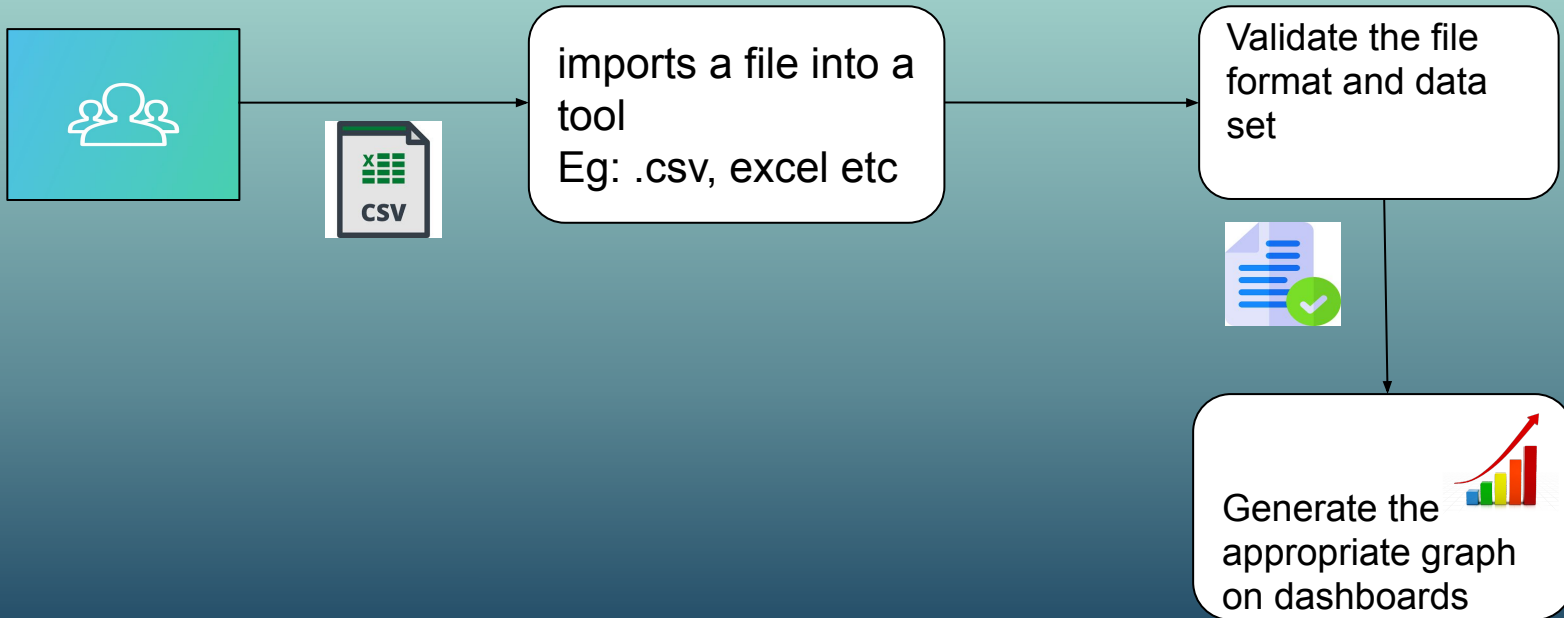 imports a file into a
tool
Eg: .csv, excel etc
Validate the file
format and data
set
X
CSV
Generate the
appropriate graph
on dashboards